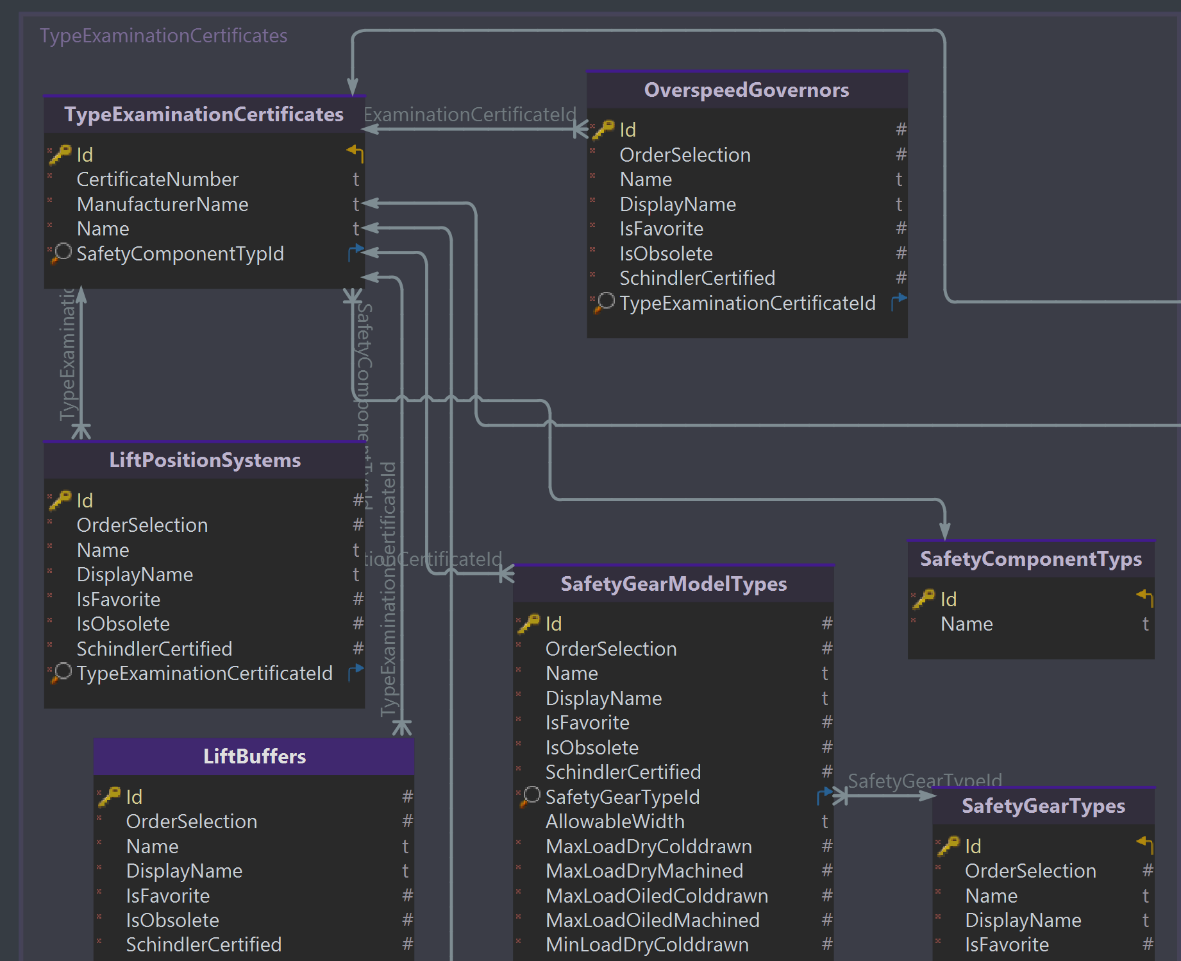 TypeExaminationCertificates
TypeExaminationCertificates
Id
CertificateNumber t
ManufacturerName t
Name t
SafetyComponentTypId
ExaminationCertificateId
OverspeedGovernors
Id #
OrderSelection #
Name t
DisplayName t
IsFavorite #
IsObsolete #
SchindlerCertified #
TypeExaminationCertificateId
TypeExaminatio
SafetyComponentTypId
TypeExaminationCertificateId
LiftPositionSystems
Id #
OrderSelection #
Name t
DisplayName t
IsFavorite #
IsObsolete #
SchindlerCertified #
TypeExaminationCertificateId
tionCertificateId
SafetyGearModelTypes
Id #
OrderSelection #
Name t
DisplayName t
IsFavorite #
IsObsolete #
SchindlerCertified #
SafetyGearTypeId
AllowableWidth t
MaxLoadDryColddrawn #
MaxLoadDryMachined #
MaxLoadOiledColddrawn #
MaxLoadOiledMachined #
MinLoadDryColddrawn #
SafetyComponentTyps
Id
Name t
LiftBuffers
Id #
OrderSelection #
Name t
DisplayName t
IsFavorite #
IsObsolete #
SchindlerCertified #
SafetyGearTypeId
SafetyGearTypes
Id
OrderSelection #
Name t
DisplayName t
IsFavorite #